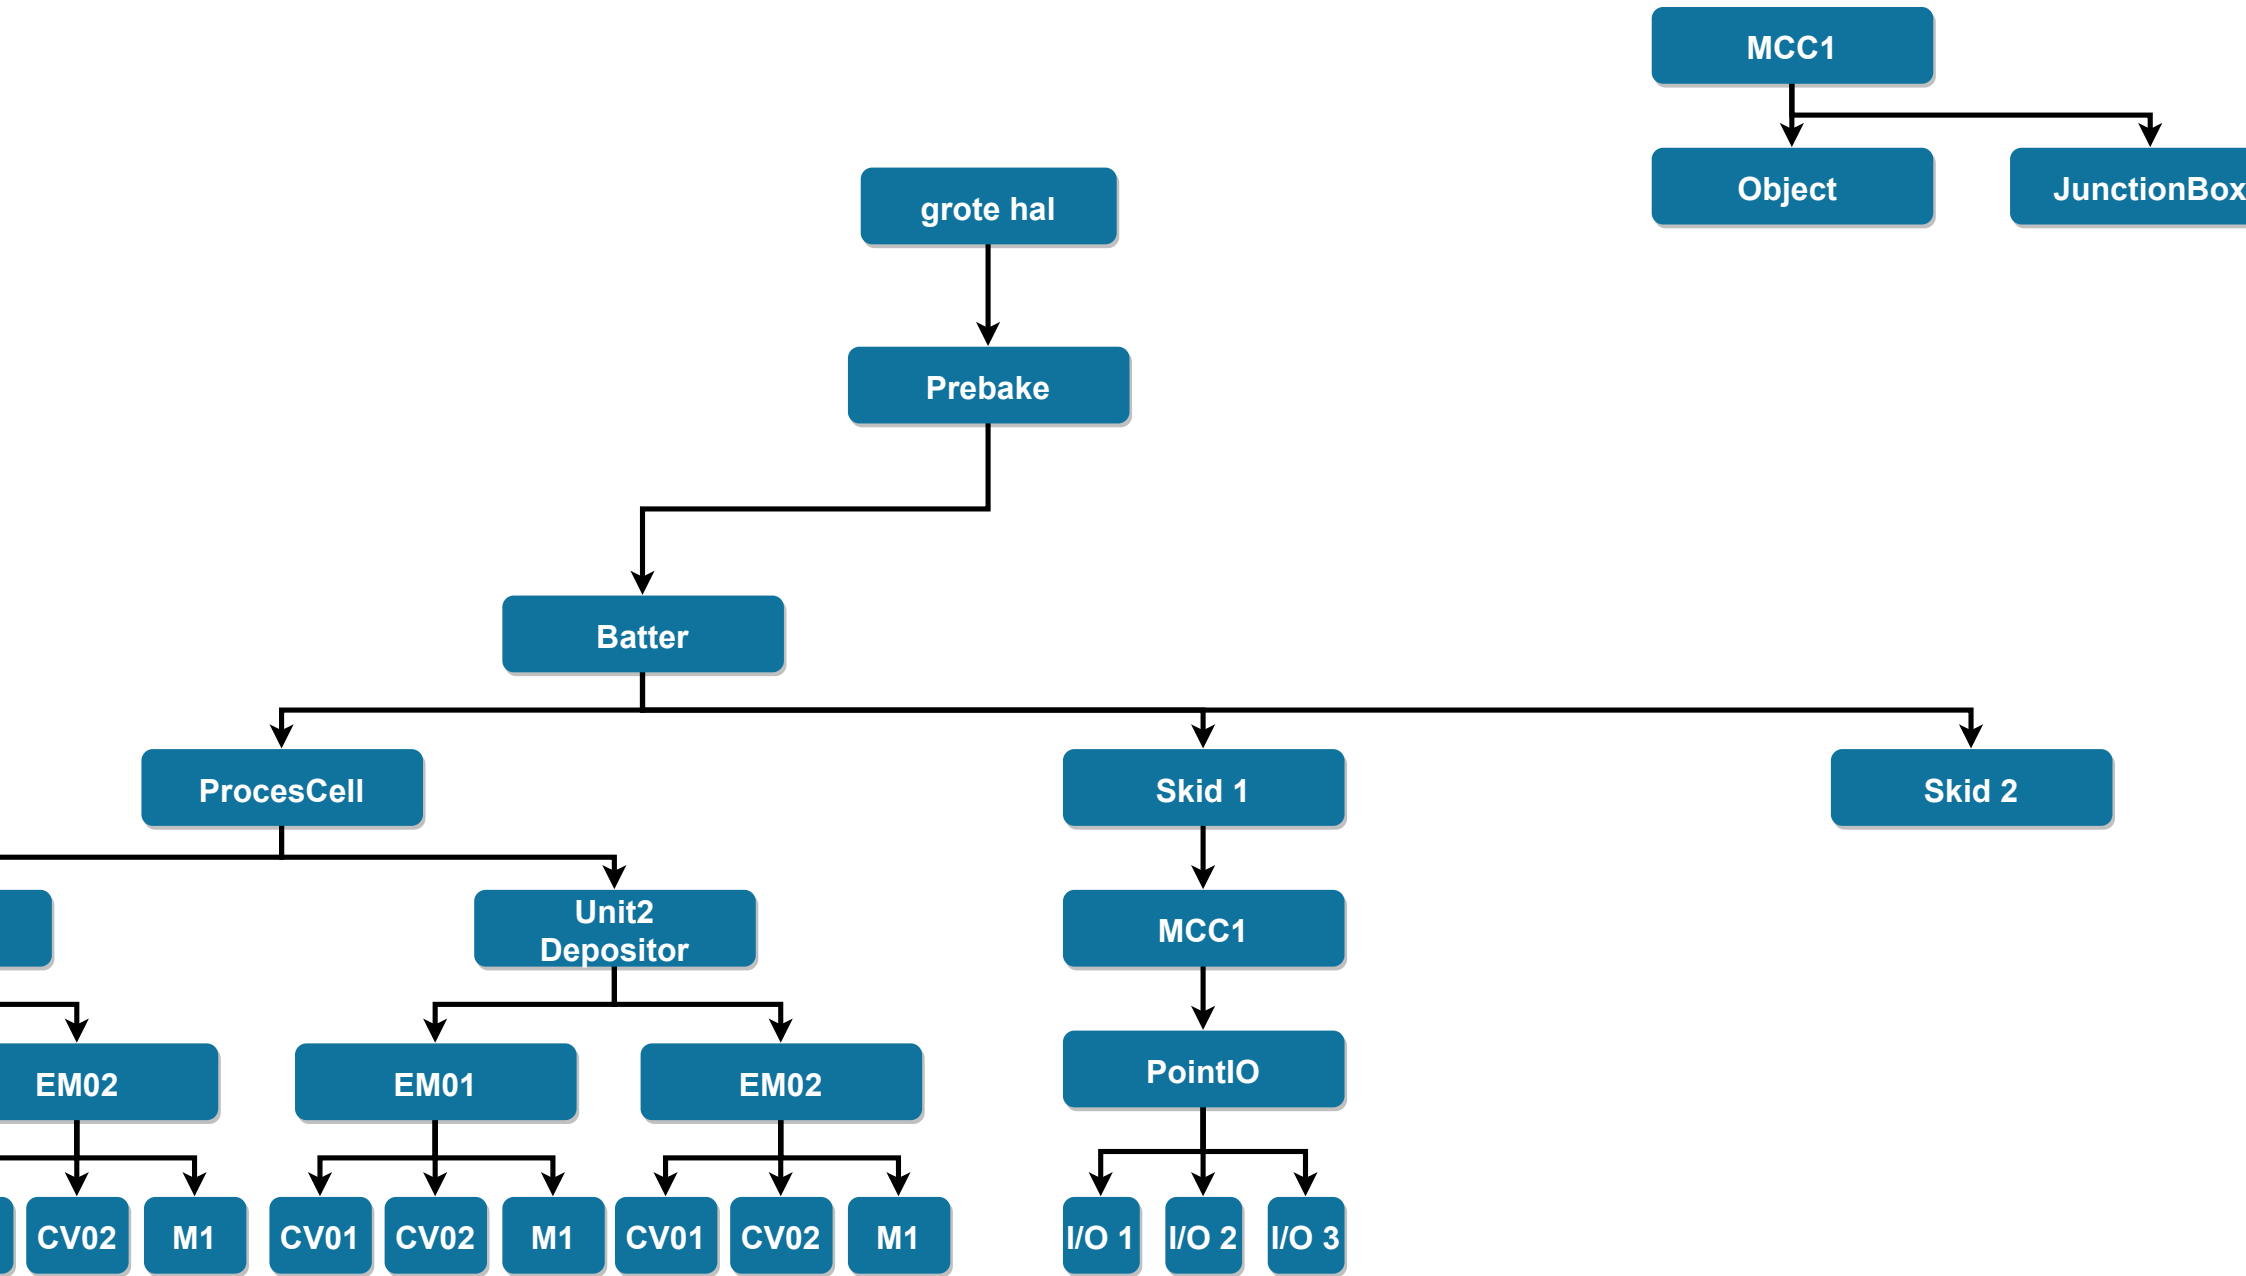 MCC1
Object
JunctionBox
grote hal
Prebake
Batter
ProcesCell
Skid 1
Skid 2
Unit2
Depositor
MCC1
EM02
EM01
EM02
PointIO
CV02
M1
CV01
CV02
M1
CV01
CV02
M1
I/O 1
I/O 2
I/O 3